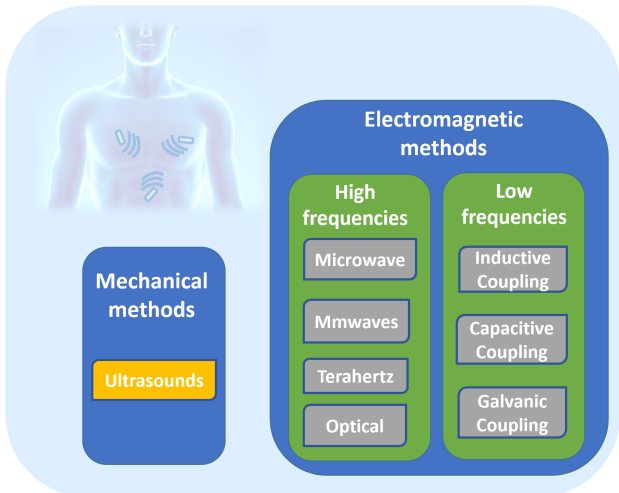 Electromagnetic
methods
High
frequencies
Microwave
Mmwaves
Terahertz
Optical
Low
frequencies
Inductive
Coupling
Capacitive
Coupling
Galvanic
Coupling
Mechanical
methods
Ultrasounds